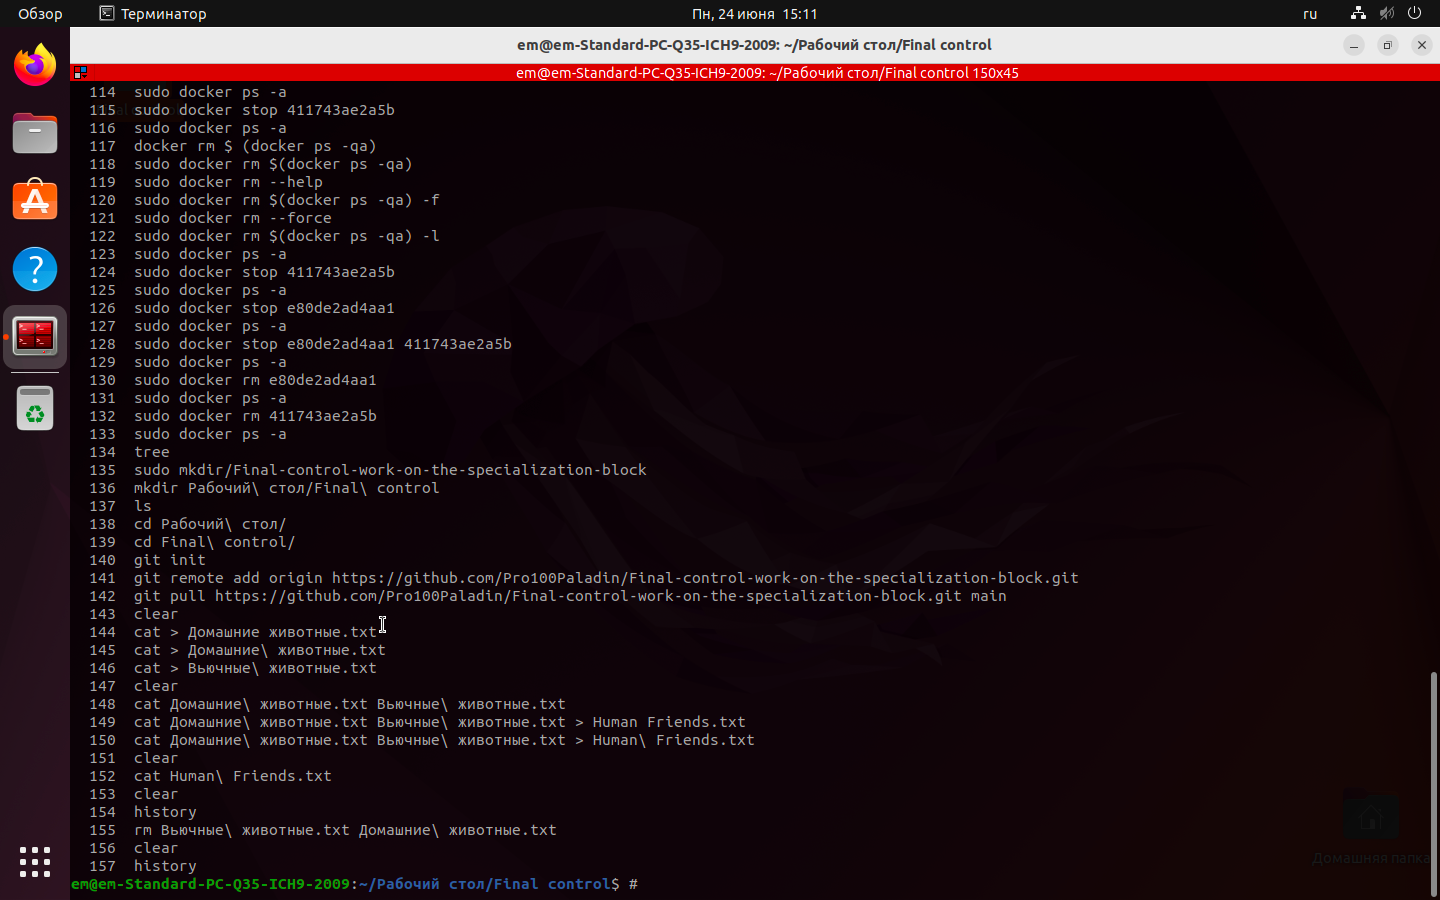 Обзор Терминатор Пн, 24 июня 15:11 ru
em@em-Standard-PC-Q35-ICH9-2009: ~/Рабочий стол/Final control
em@em-Standard-PC-Q35-ICH9-2009: ~/Рабочий стол/Final control 150x45
114 sudo docker ps -a
115 sudo docker stop 411743ae2a5b
116 sudo docker ps -a
117 docker rm $ (docker ps -qa)
118 sudo docker rm $(docker ps -qa)
119 sudo docker rm --help
120 sudo docker rm $(docker ps -qa) -f
121 sudo docker rm --force
122 sudo docker rm $(docker ps -qa) -l
123 sudo docker ps -a
124 sudo docker stop 411743ae2a5b
125 sudo docker ps -a
126 sudo docker stop e80de2ad4aa1
127 sudo docker ps -a
128 sudo docker stop e80de2ad4aa1 411743ae2a5b
129 sudo docker ps -a
130 sudo docker rm e80de2ad4aa1
131 sudo docker ps -a
132 sudo docker rm 411743ae2a5b
133 sudo docker ps -a
134 tree
135 sudo mkdir/Final-control-work-on-the-specialization-block
136 mkdir Рабочий\ стол/Final\ control
137 ls
138 cd Рабочий\ стол/
139 cd Final\ control/
140 git init
141 git remote add origin https://github.com/Pro100Paladin/Final-control-work-on-the-specialization-block.git
142 git pull https://github.com/Pro100Paladin/Final-control-work-on-the-specialization-block.git main
143 clear
144 cat > Домашние животные.txt
145 cat > Домашние\ животные.txt
146 cat > Вьючные\ животные.txt
147 clear
148 cat Домашние\ животные.txt Вьючные\ животные.txt
149 cat Домашние\ животные.txt Вьючные\ животные.txt > Human Friends.txt
150 cat Домашние\ животные.txt Вьючные\ животные.txt > Human\ Friends.txt
151 clear
152 cat Human\ Friends.txt
153 clear
154 history
155 rm Вьючные\ животные.txt Домашние\ животные.txt
156 clear
157 history
Домашняя папка
em@em-Standard-PC-Q35-ICH9-2009:~/Рабочий стол/Final control$ #